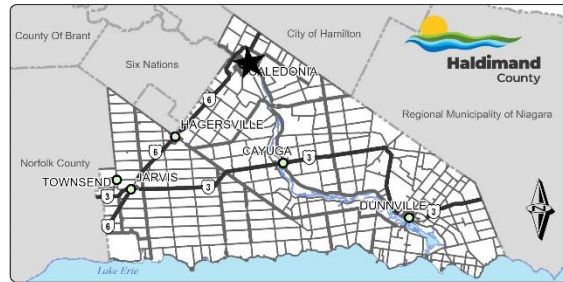 County Of Brant
City of Hamilton
Haldimand
County
Six Nations
CALEDONIA
6
Regional Municipality of Niagara
HAGERSVILLE
6
CAYUGA
3
Norfolk County
TOWNSEND
JARVIS
3
3
DUNNVILLE
3
6
Lake Erie
N